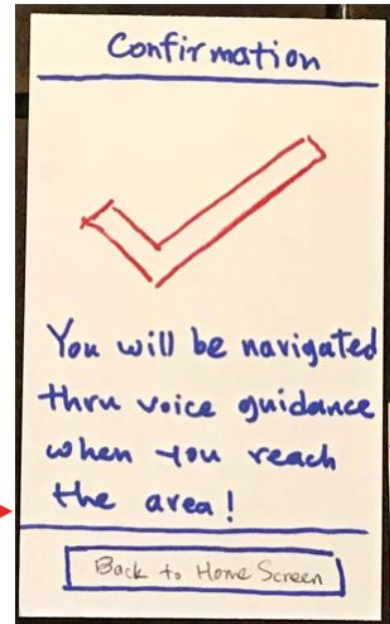 Confirmation
You will be navigated
thru voice guidance
when you reach
the area!
Back to Home Screen